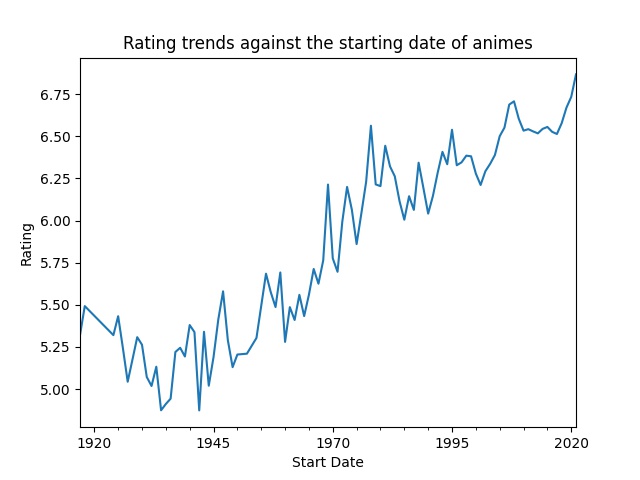 Rating trends against the starting date of animes
6.75
6.50
6.25
6.00
5.75
5.50
5.25
5.00
Rating
1920 1945 1970 1995 2020
Start Date